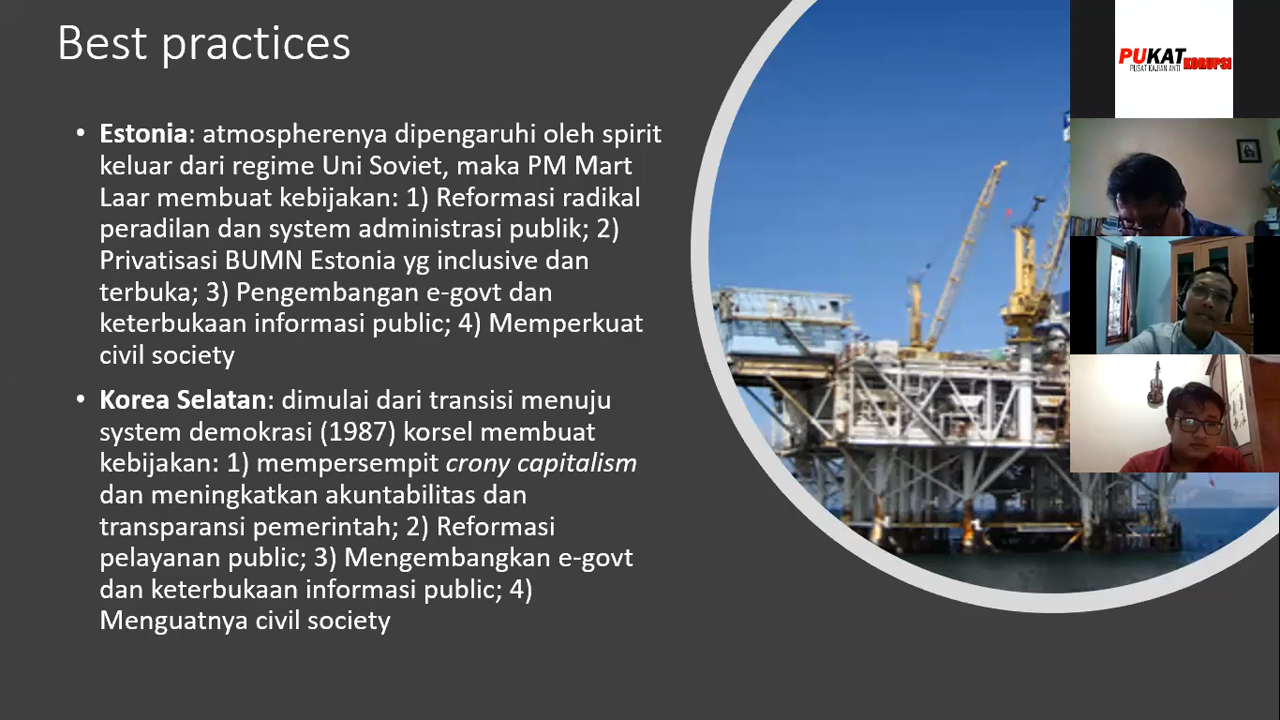 Best practices
• Estonia: atmospherenya dipengaruhi oleh spirit
keluar dari regime Uni Soviet, maka PM Mart
Laar membuat kebijakan: 1) Reformasi radikal
peradilan dan system administrasi publik; 2)
Privatisasi BUMN Estonia yg inclusive dan
terbuka; 3) Pengembangan e-govt dan
keterbukaan informasi public; 4) Memperkuat
civil society
• Korea Selatan: dimulai dari transisi menuju
system demokrasi (1987) korsel membuat
kebijakan: 1) mempersempit crony capitalism
dan meningkatkan akuntabilitas dan
transparansi pemerintah; 2) Reformasi
pelayanan public; 3) Mengembangkan e-govt
dan keterbukaan informasi public; 4)
Menguatnya civil society
PUKAT
PUSAT KAJIAN ANTI KORUPSI